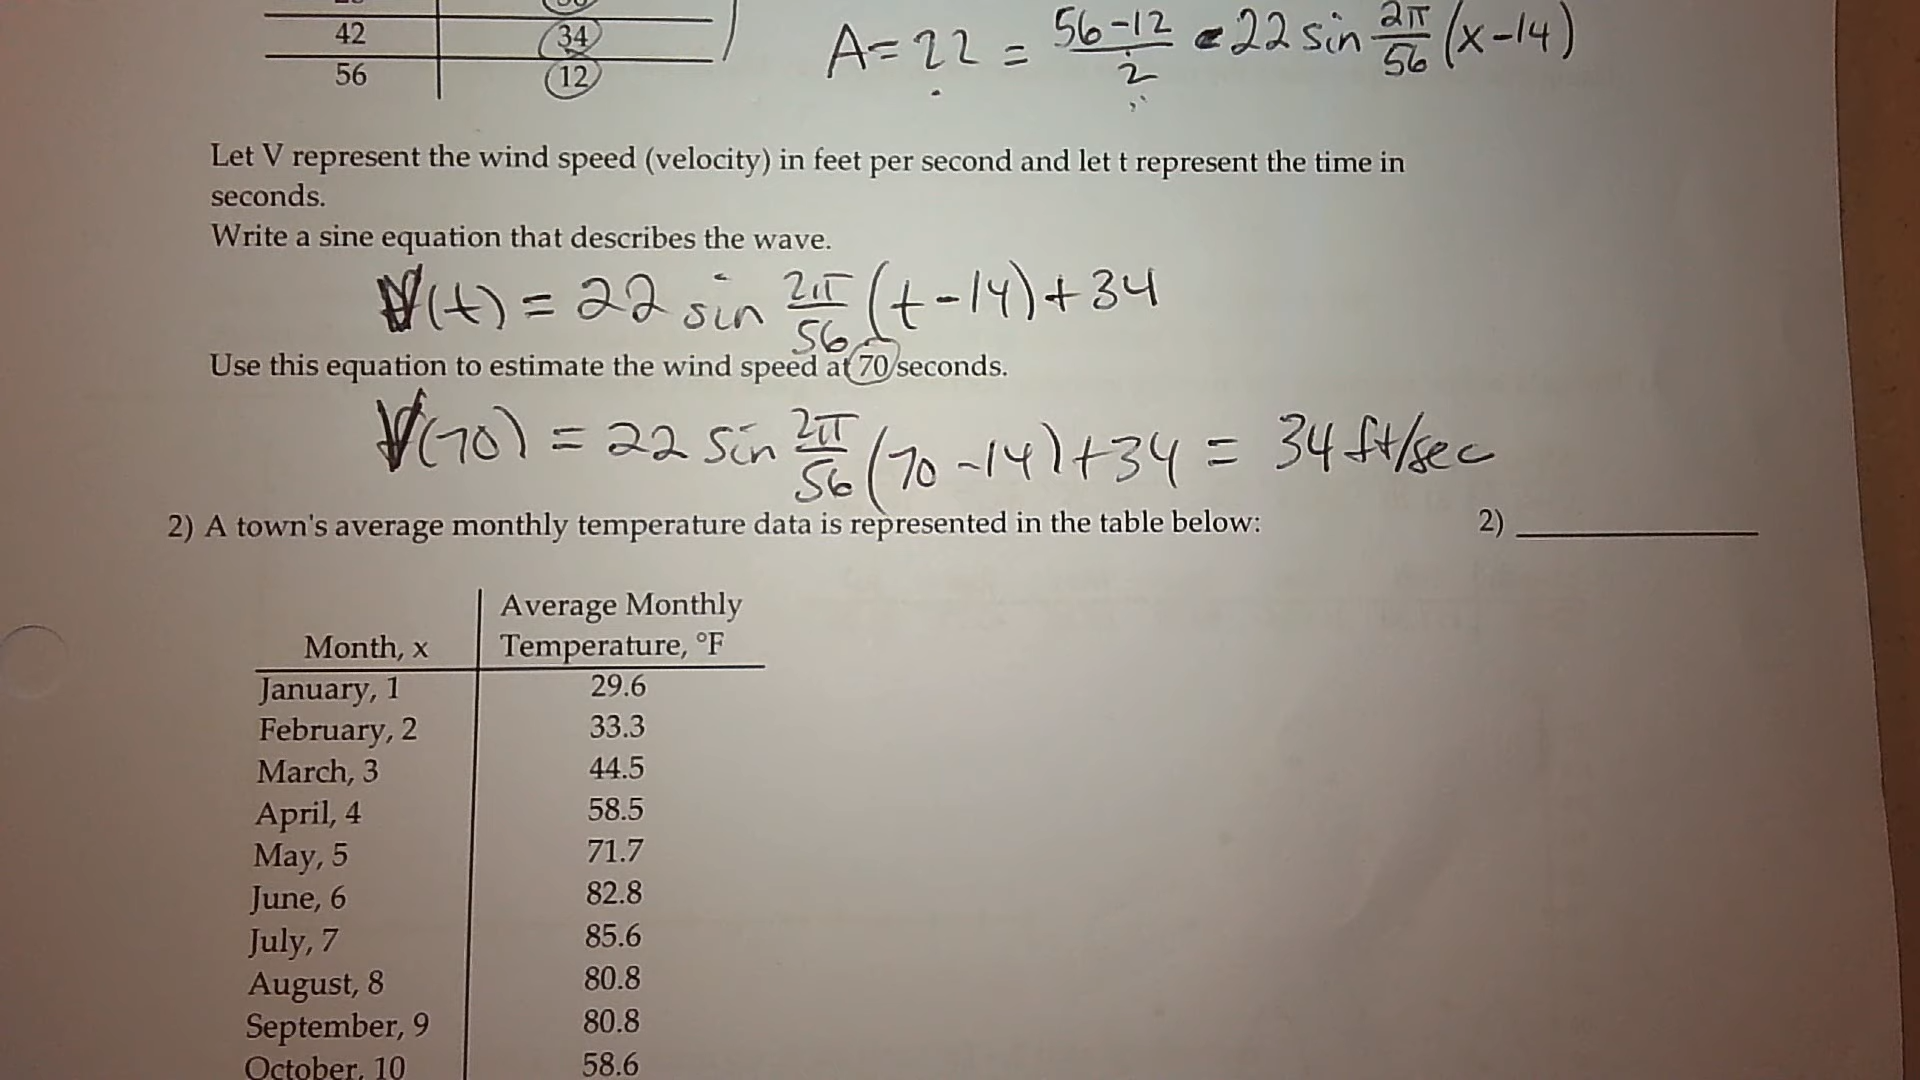 42 34
56 12
A = 22 = 56-12/2 22 sin 2π/56 (x-14)
Let V represent the wind speed (velocity) in feet per second and let t represent the time in
seconds.
Write a sine equation that describes the wave.
V(t) = 22 sin 2π/56 (t-14)+34
Use this equation to estimate the wind speed at 70 seconds.
V(70) = 22 sin 2π/56 (70-14)+34 = 34 ft/sec
2) A town's average monthly temperature data is represented in the table below: 2)
Average Monthly
Month, x Temperature, °F
January, 1 29.6
February, 2 33.3
March, 3 44.5
April, 4 58.5
May, 5 71.7
June, 6 82.8
July, 7 85.6
August, 8 80.8
September, 9 80.8
October, 10 58.6